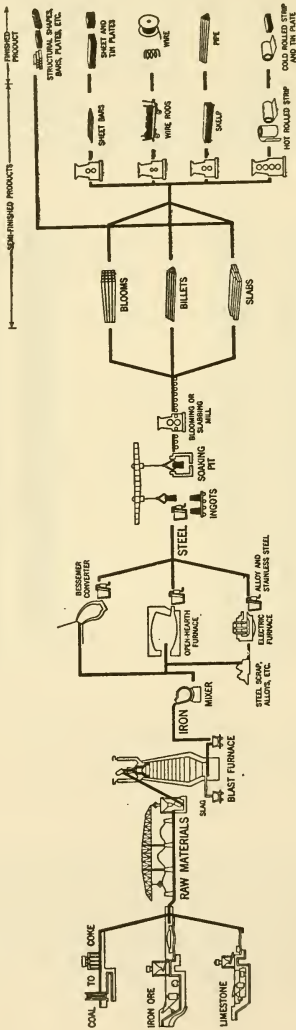 COAL TO COKE
IRON ORE
LIMESTONE
RAW MATERIALS
SLAG
BLAST FURNACE
IRON
MIXER
BESSEMER
CONVERTER
OPEN-HEARTH
FURNACE
STEEL SCRAP,
ALLOYS, ETC.
ELECTRIC
FURNACE
ALLOY AND
STAINLESS STEEL
STEEL
INGOTS
SOAKING
PIT
BLOOMING OR
SLABBING
MILL
BLOOMS
BILLETS
SLABS
SEMI-FINISHED PRODUCTS
FINISHED
PRODUCT
STRUCTURAL SHAPES,
BARS, PLATES, ETC.
SHEET BARS
SHEET AND
TIN PLATES
WIRE RODS
WIRE
SKELP
PIPE
HOT ROLLED STRIP
COLD ROLLED STRIP
AND TIN PLATE